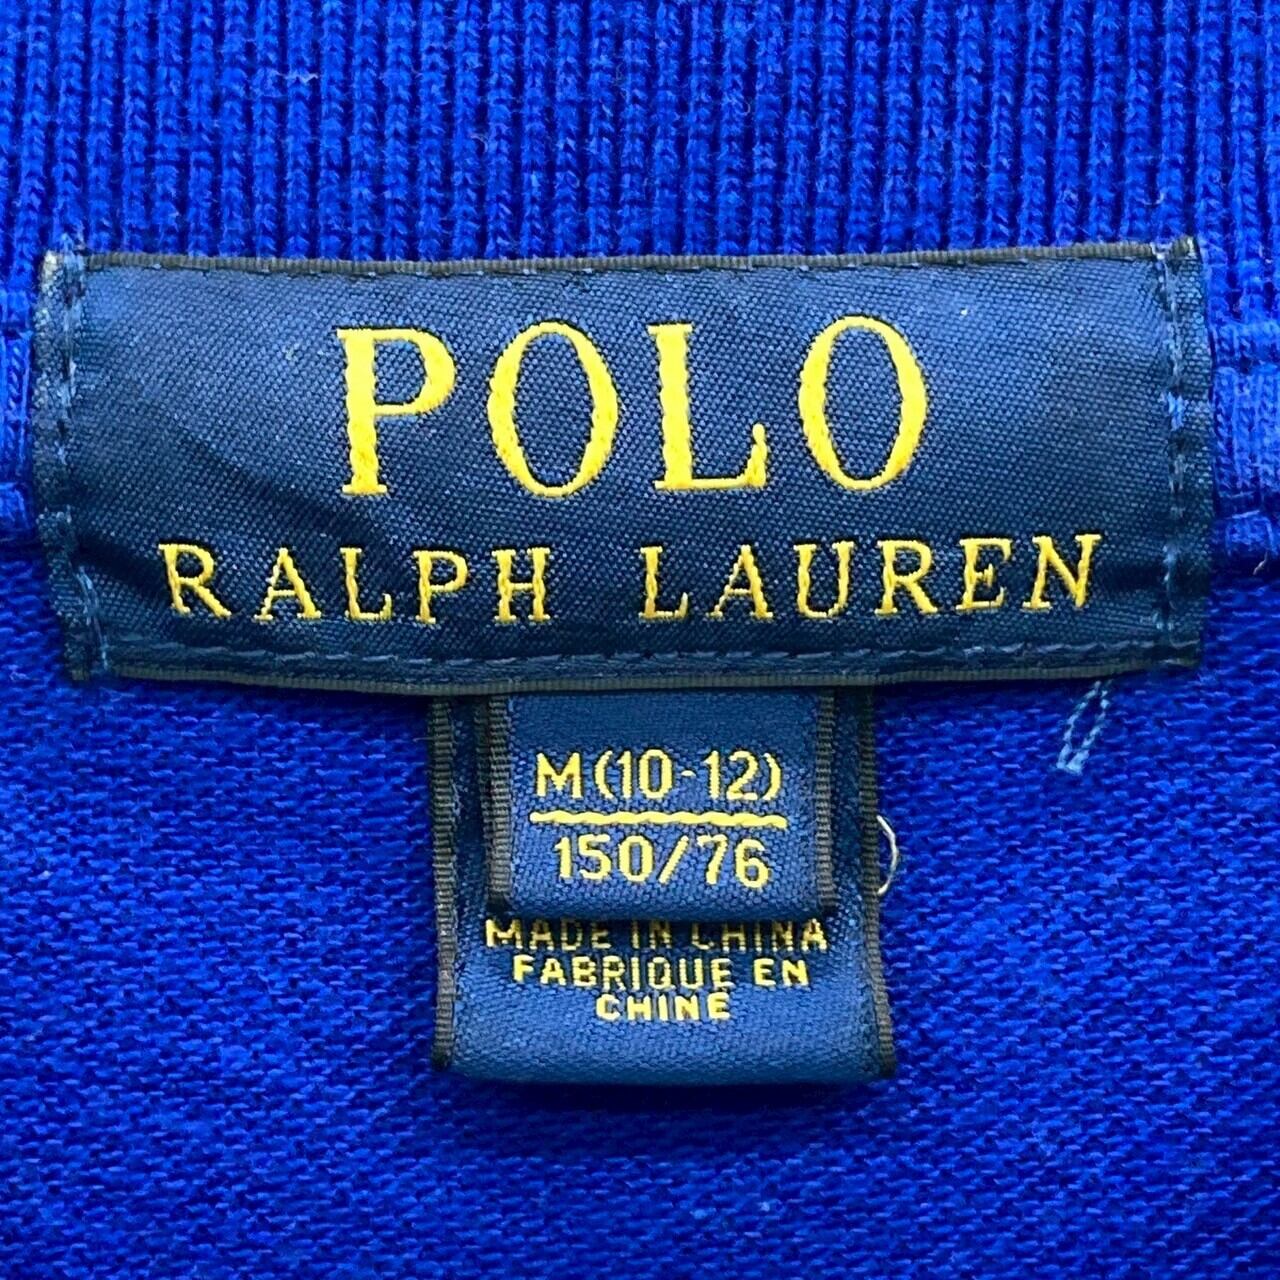 POLO
RALPH LAUREN
M(10-12)
150/76
MADE IN CHINA
FABRIQUE EN
CHINE